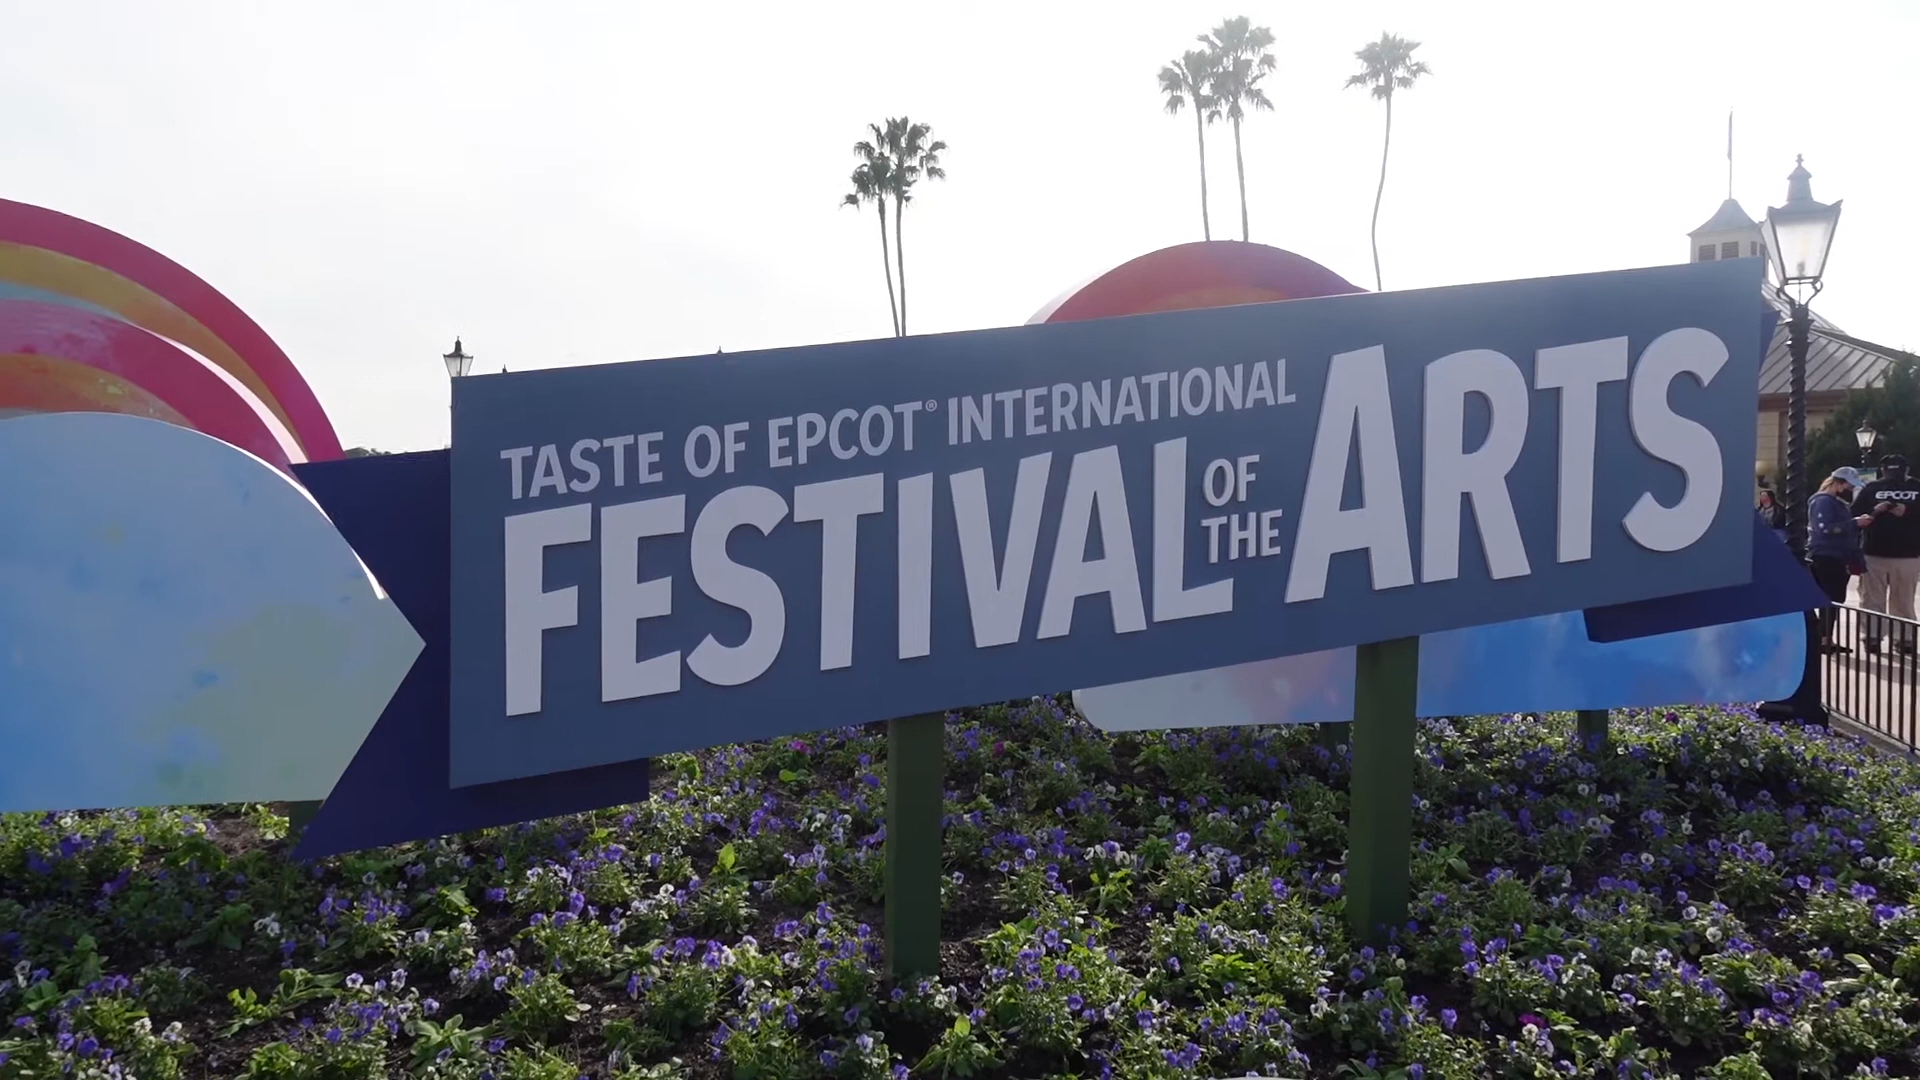 TASTE OF EPCOT® INTERNATIONAL
FESTIVAL OF THE ARTS
EPCOT